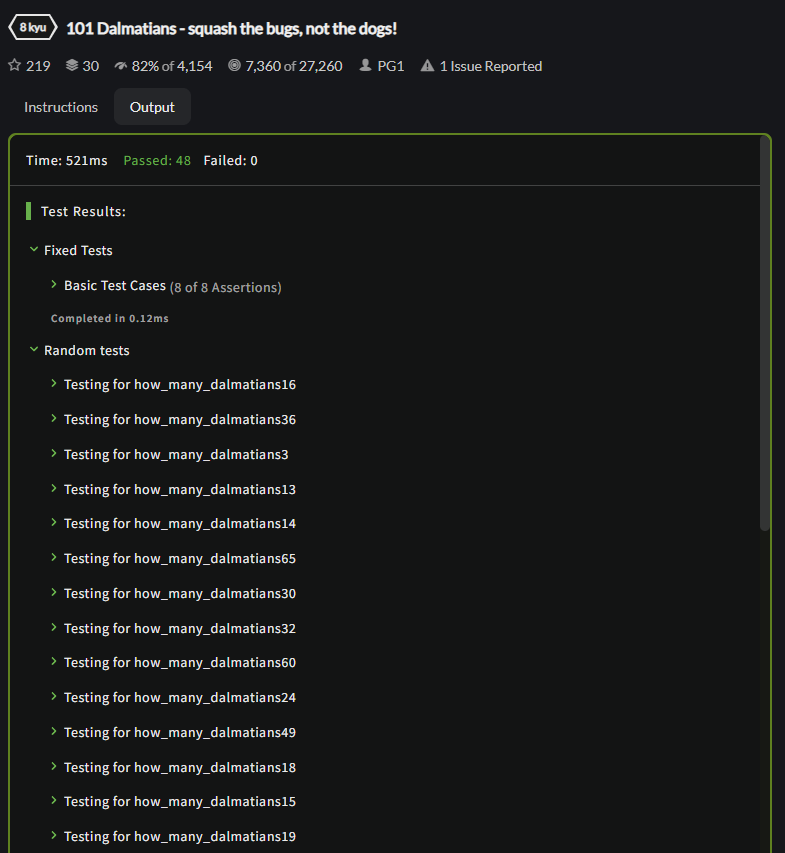 8 kyu 101 Dalmatians - squash the bugs, not the dogs!
219 30 82% of 4,154 7,360 of 27,260 PG1 1 Issue Reported
Instructions Output
Time: 521ms Passed: 48 Failed: 0
Test Results:
Fixed Tests
Basic Test Cases (8 of 8 Assertions)
Completed in 0.12ms
Random tests
Testing for how_many_dalmatians16
Testing for how_many_dalmatians36
Testing for how_many_dalmatians3
Testing for how_many_dalmatians13
Testing for how_many_dalmatians14
Testing for how_many_dalmatians65
Testing for how_many_dalmatians30
Testing for how_many_dalmatians32
Testing for how_many_dalmatians60
Testing for how_many_dalmatians24
Testing for how_many_dalmatians49
Testing for how_many_dalmatians18
Testing for how_many_dalmatians15
Testing for how_many_dalmatians19